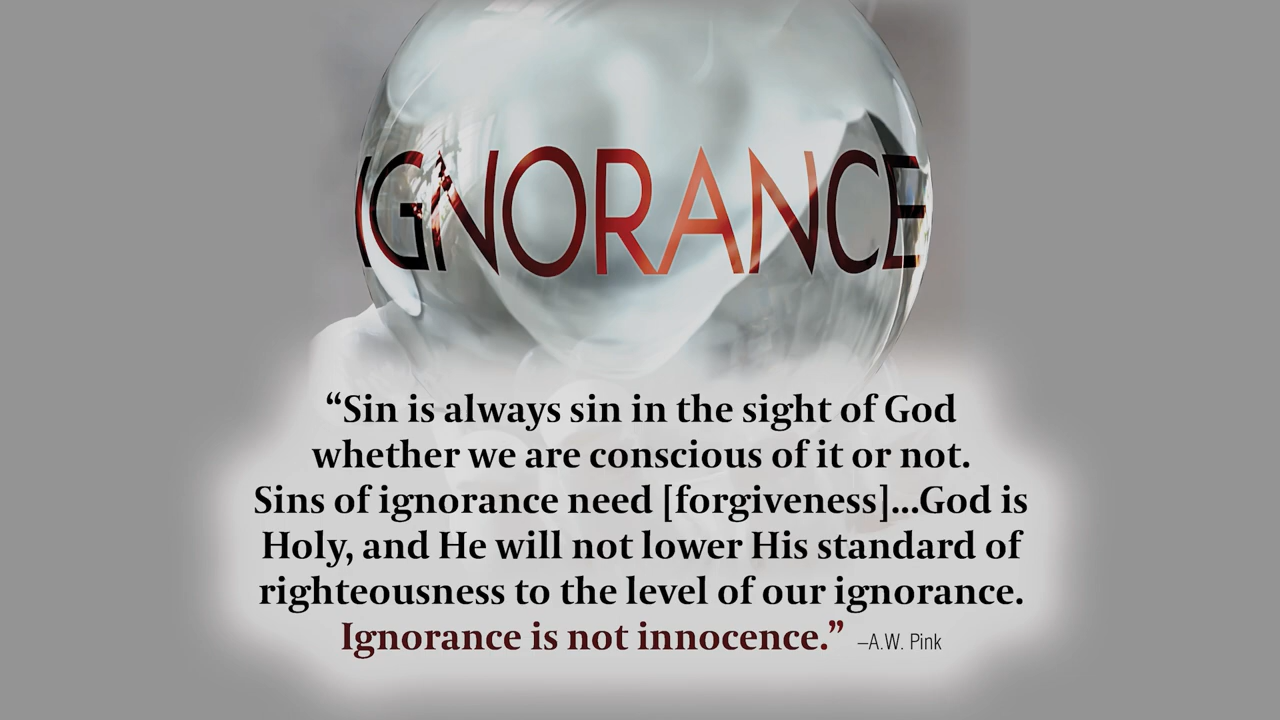 IGNORANCE
“Sin is always sin in the sight of God
whether we are conscious of it or not.
Sins of ignorance need [forgiveness]...God is
Holy, and He will not lower His standard of
righteousness to the level of our ignorance.
Ignorance is not innocence.” –A.W. Pink